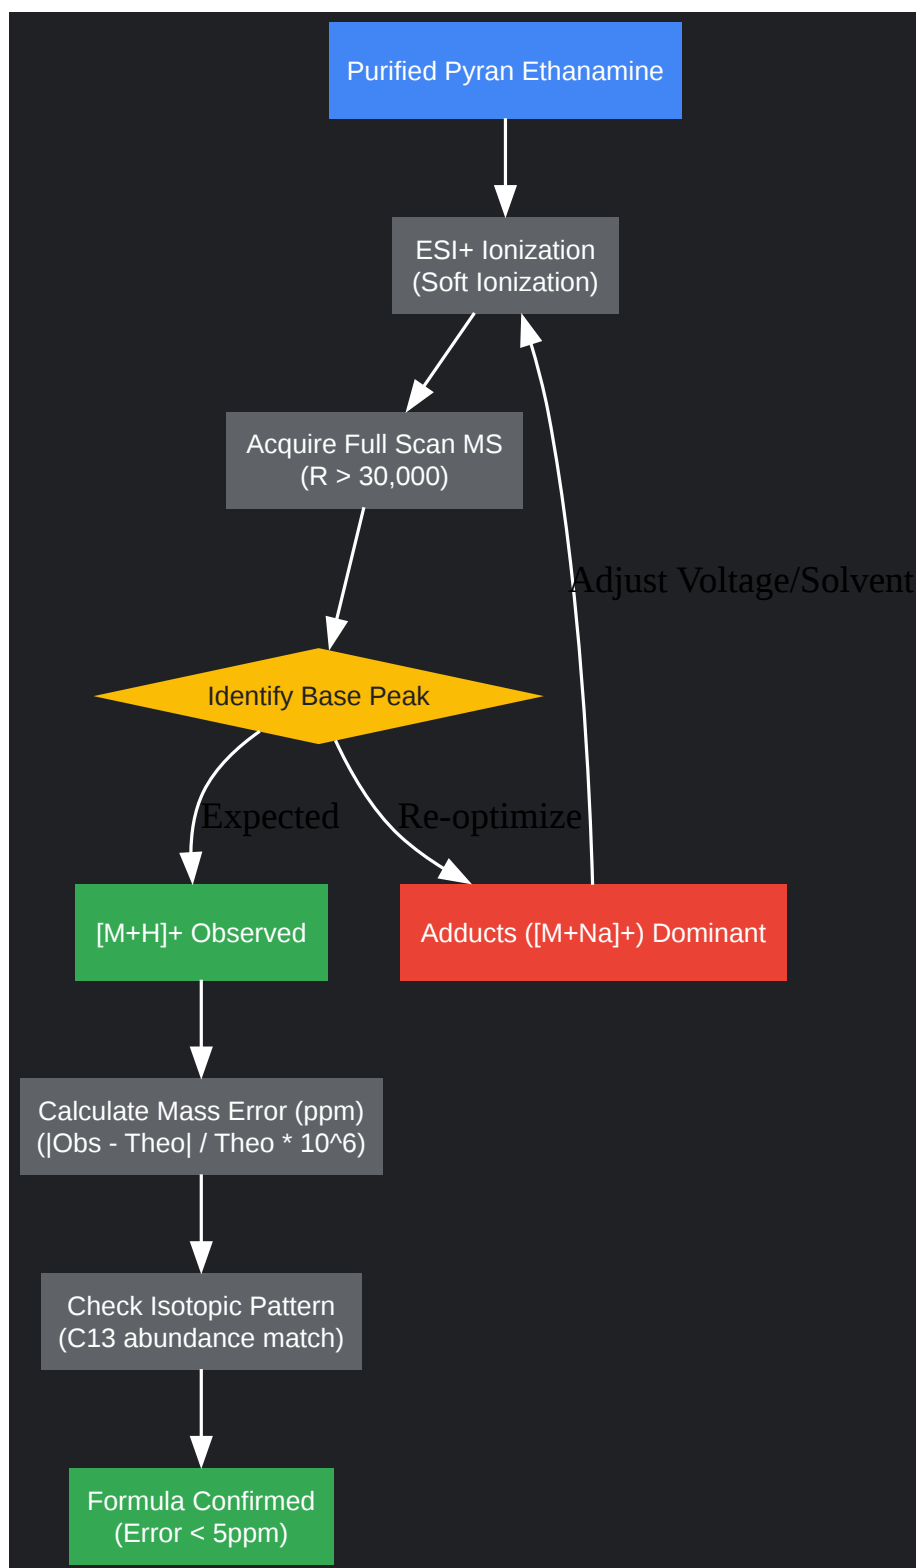 Purified Pyran Ethanamine
ESI+ Ionization
(Soft Ionization)
Acquire Full Scan MS
(R > 30,000)
Adjust Voltage/Solvent
Identify Base Peak
Expected
Re-optimize
[M+H]+ Observed
Adducts ([M+Na]+) Dominant
Calculate Mass Error (ppm)
(|Obs - Theo| / Theo * 10^6)
Check Isotopic Pattern
(C13 abundance match)
Formula Confirmed
(Error < 5ppm)